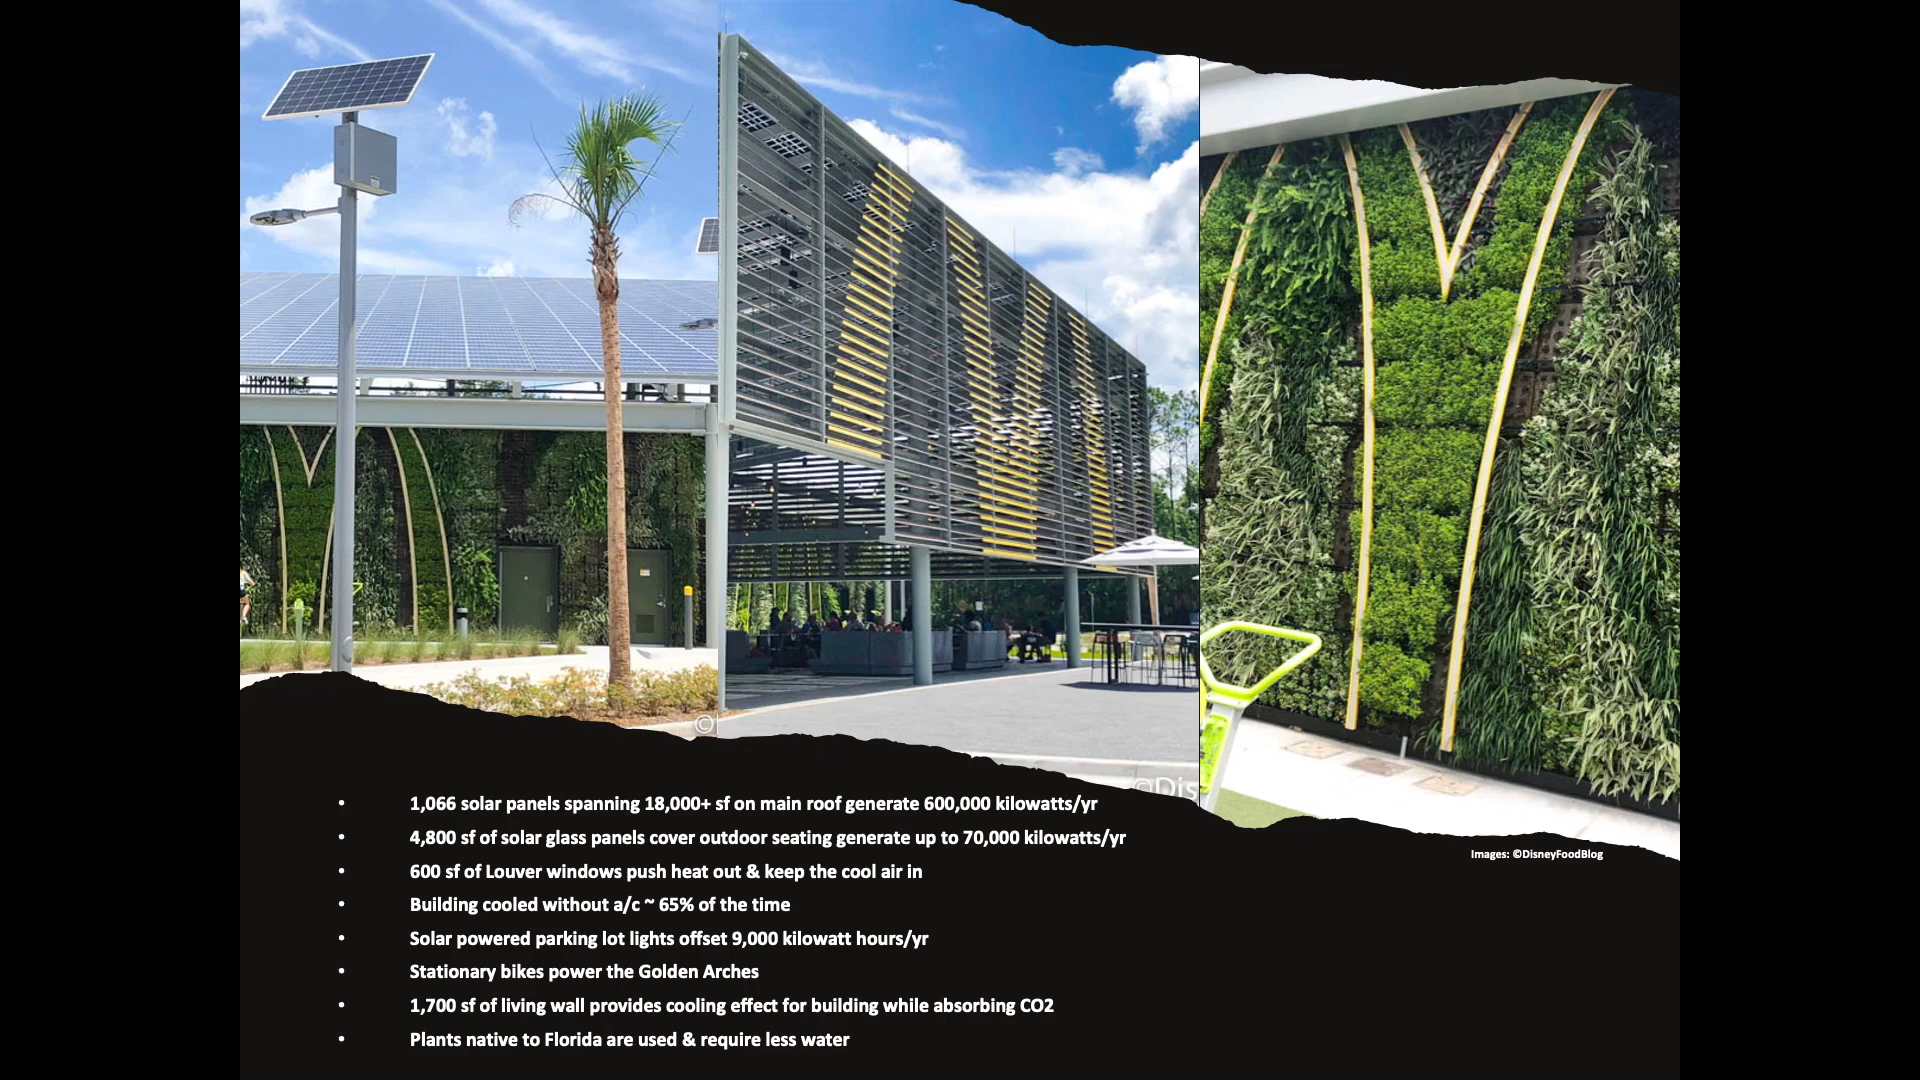 ©
©Dis
Images: ©DisneyFoodBlog
• 1,066 solar panels spanning 18,000+ sf on main roof generate 600,000 kilowatts/yr
• 4,800 sf of solar glass panels cover outdoor seating generate up to 70,000 kilowatts/yr
• 600 sf of Louver windows push heat out & keep the cool air in
• Building cooled without a/c ~ 65% of the time
• Solar powered parking lot lights offset 9,000 kilowatt hours/yr
• Stationary bikes power the Golden Arches
• 1,700 sf of living wall provides cooling effect for building while absorbing CO2
• Plants native to Florida are used & require less water